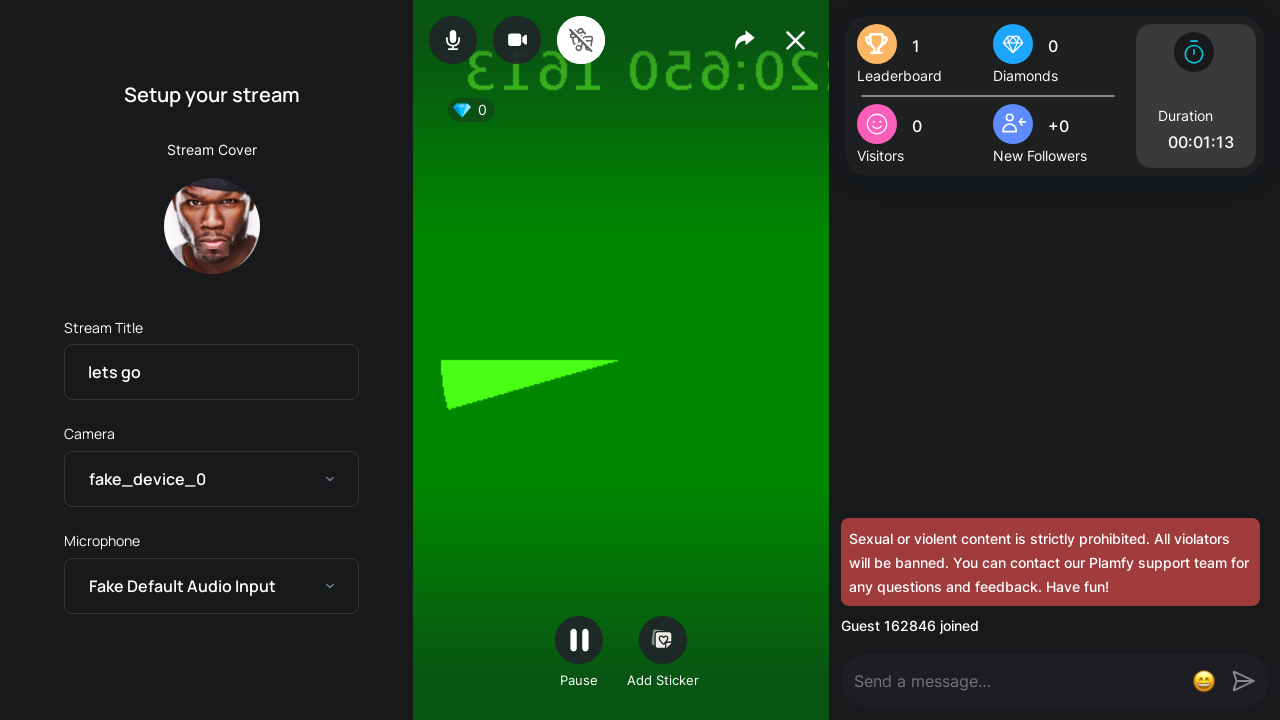 Setup your stream
Stream Cover
Stream Title
lets go
Camera
fake_device_0
Microphone
Fake Default Audio Input
0
Pause
Add Sticker
1
Leaderboard
0
Diamonds
0
Visitors
+0
New Followers
Duration
00:01:13
Sexual or violent content is strictly prohibited. All violators
will be banned. You can contact our Plamfy support team for
any questions and feedback. Have fun!
Guest 162846 joined
Send a message...